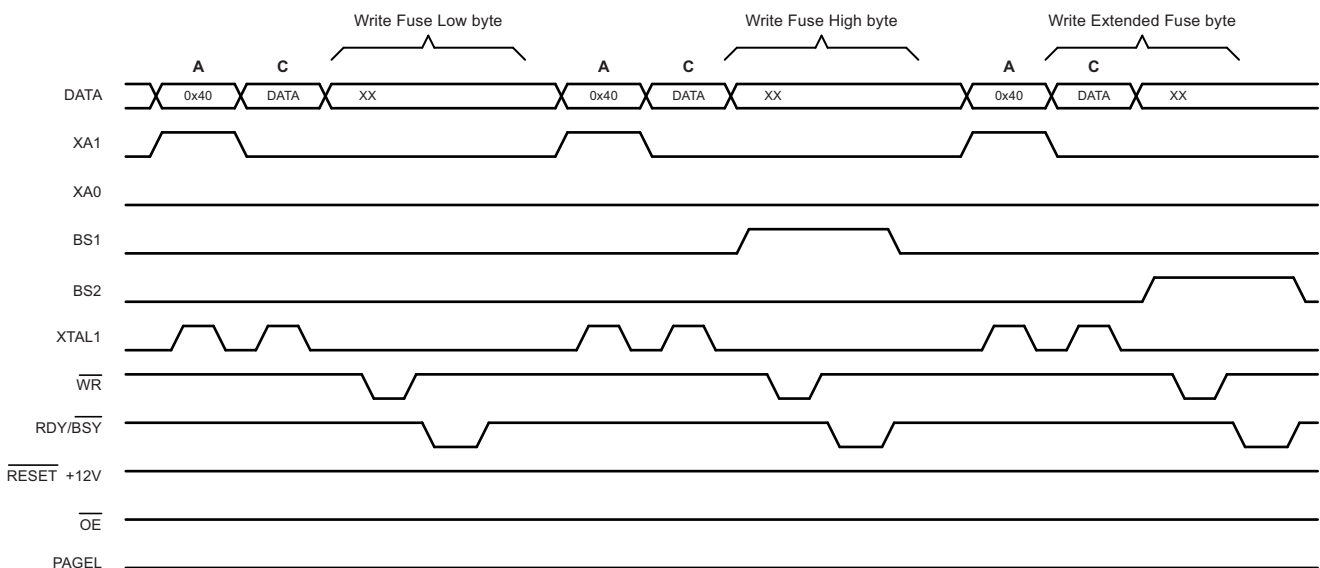 Write Fuse Low byte Write Fuse High byte Write Extended Fuse byte
A C A C A C
DATA 0x40 DATA XX 0x40 DATA XX 0x40 DATA XX
XA1
XA0
BS1
BS2
XTAL1
WR
RDY/BSY
RESET +12V
OE
PAGEL